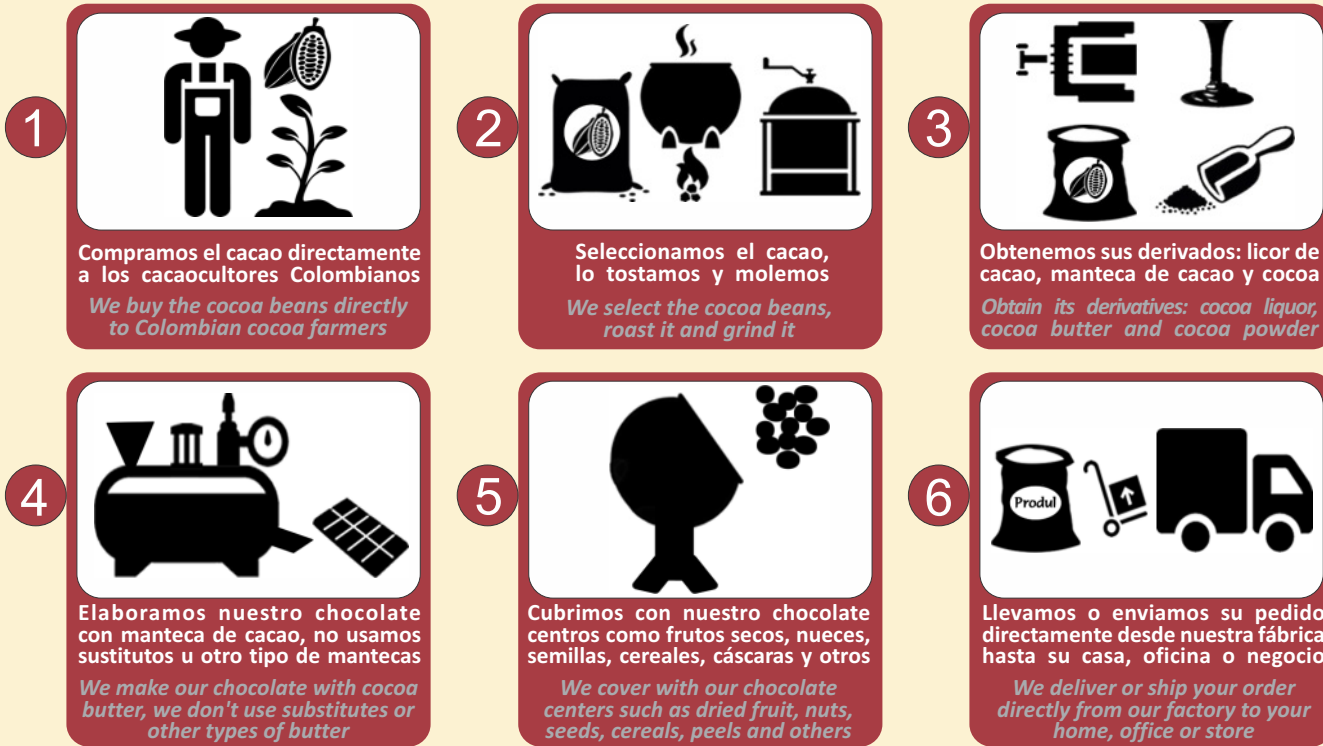 1
Compramos el cacao directamente
a los cacaocultores Colombianos
We buy the cocoa beans directly
to Colombian cocoa farmers
2
Seleccionamos el cacao,
lo tostamos y molemos
We select the cocoa beans,
roast it and grind it
3
Obtenemos sus derivados: licor de
cacao, manteca de cacao y cocoa
Obtain its derivatives: cocoa liquor,
cocoa butter and cocoa powder
4
Elaboramos nuestro chocolate
con manteca de cacao, no usamos
sustitutos u otro tipo de mantecas
We make our chocolate with cocoa
butter, we don't use substitutes or
other types of butter
5
Cubrimos con nuestro chocolate
centros como frutos secos, nueces,
semillas, cereales, cáscaras y otros
We cover with our chocolate
centers such as dried fruit, nuts,
seeds, cereals, peels and others
6
Produl
Llevamos o enviamos su pedido
directamente desde nuestra fábrica
hasta su casa, oficina o negocio
We deliver or ship your order
directly from our factory to your
home, office or store